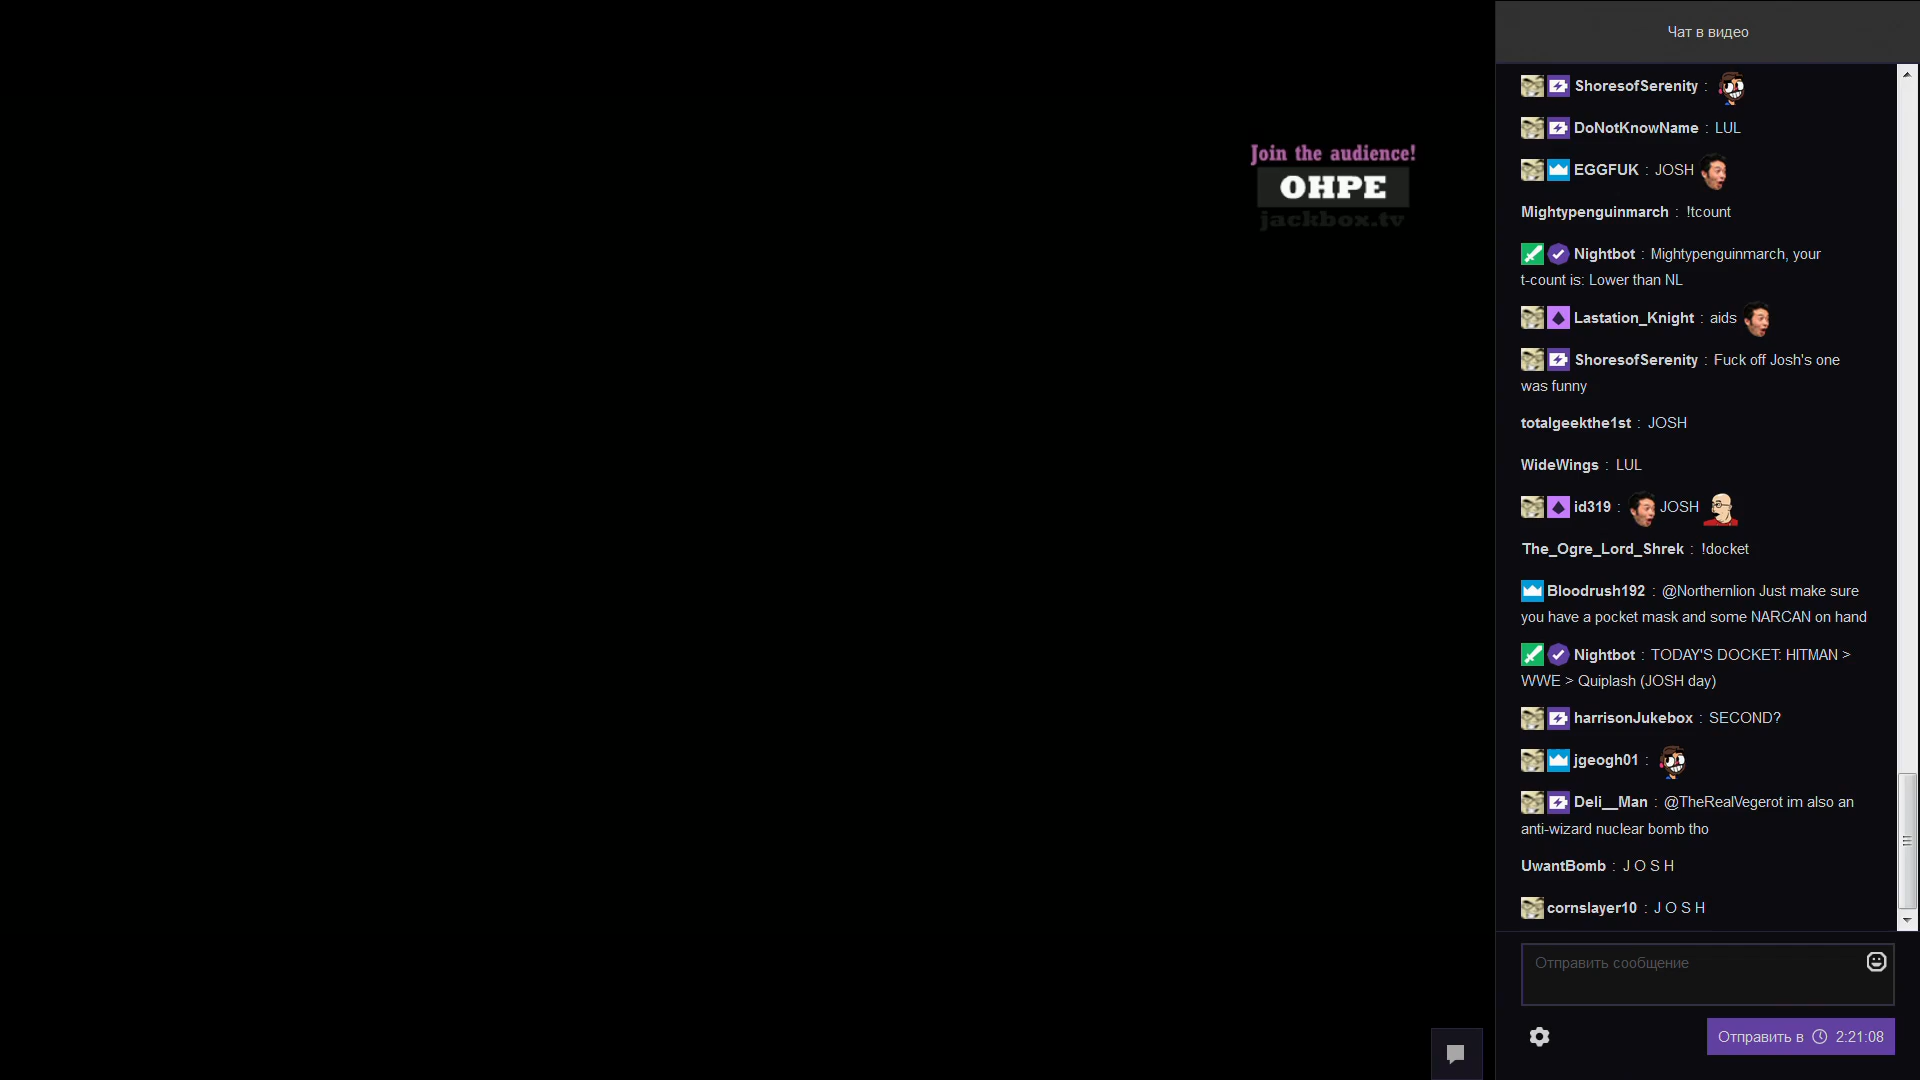 Join the audience!
OHPE
jackbox.tv
Чат в видео
ShoresofSerenity :
DoNotKnowName : LUL
EGGFUK : JOSH
Mightypenguinmarch : !tcount
Nightbot : Mightypenguinmarch, your
t-count is: Lower than NL
Lastation_Knight : aids
ShoresofSerenity : Fuck off Josh's one
was funny
totalgeekthe1st : JOSH
WideWings : LUL
id319 : JOSH
The_Ogre_Lord_Shrek : !docket
Bloodrush192 : @Northernlion Just make sure
you have a pocket mask and some NARCAN on hand
Nightbot : TODAY'S DOCKET: HITMAN >
WWE > Quiplash (JOSH day)
harrisonJukebox : SECOND?
jgeogh01 :
Deli__Man : @TheRealVegerot im also an
anti-wizard nuclear bomb tho
UwantBomb : J O S H
cornslayer10 : J O S H
Отправить сообщение
Отправить в 2:21:08